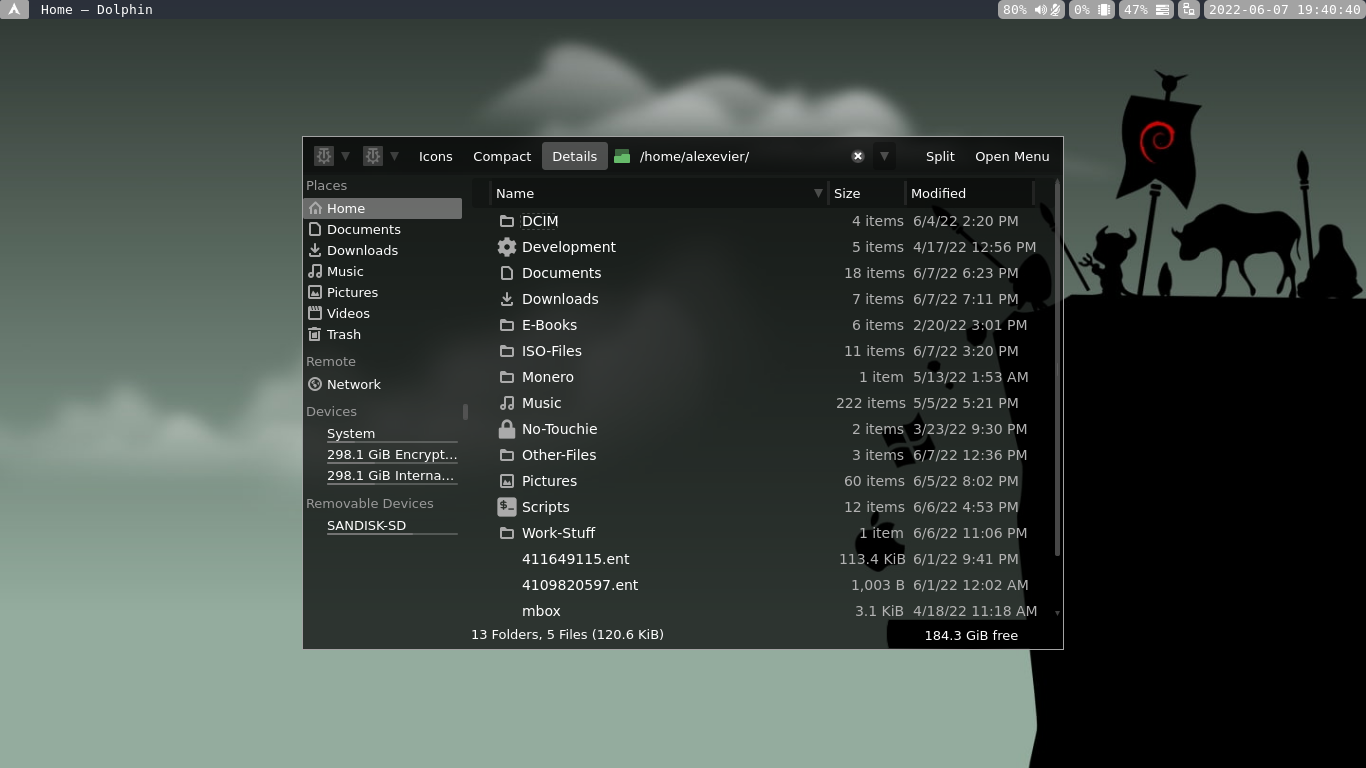 Home — Dolphin 80% 0% 47% 2022-06-07 19:40:40
Icons Compact Details /home/alexevier/ Split Open Menu
Places
Home
Documents
Downloads
Music
Pictures
Videos
Trash
Remote
Network
Devices
System
298.1 GiB Encrypt...
298.1 GiB Interna...
Removable Devices
SANDISK-SD
Name Size Modified
DCIM 4 items 6/4/22 2:20 PM
Development 5 items 4/17/22 12:56 PM
Documents 18 items 6/7/22 6:23 PM
Downloads 7 items 6/7/22 7:11 PM
E-Books 6 items 2/20/22 3:01 PM
ISO-Files 11 items 6/7/22 3:20 PM
Monero 1 item 5/13/22 1:53 AM
Music 222 items 5/5/22 5:21 PM
No-Touchie 2 items 3/23/22 9:30 PM
Other-Files 3 items 6/7/22 12:36 PM
Pictures 60 items 6/5/22 8:02 PM
Scripts 12 items 6/6/22 4:53 PM
Work-Stuff 1 item 6/6/22 11:06 PM
411649115.ent 113.4 KiB 6/1/22 9:41 PM
4109820597.ent 1,003 B 6/1/22 12:02 AM
mbox 3.1 KiB 4/18/22 11:18 AM
13 Folders, 5 Files (120.6 KiB) 184.3 GiB free